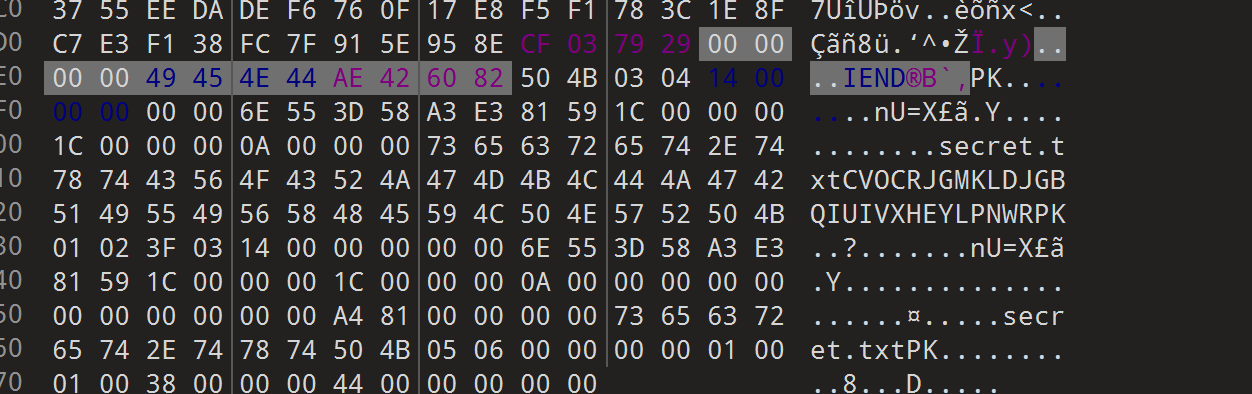 C0 37 55 EE DA DE F6 76 0F 17 E8 F5 F1 78 3C 1E 8F 7UîÚÞöv..èõñx<..
D0 C7 E3 F1 38 FC 7F 91 5E 95 8E CF 03 79 29 00 00 Çãñ8ü.‘^•ŽÏ.y)..
E0 00 00 49 45 4E 44 AE 42 60 82 50 4B 03 04 14 00 ..IEND®B`‚PK....
F0 00 00 00 00 6E 55 3D 58 A3 E3 81 59 1C 00 00 00 ....nU=X£ã.Y....
00 1C 00 00 00 0A 00 00 00 73 65 63 72 65 74 2E 74 ........secret.t
10 78 74 43 56 4F 43 52 4A 47 4D 4B 4C 44 4A 47 42 xtCVOCRJGMKLDJGB
20 51 49 55 49 56 58 48 45 59 4C 50 4E 57 52 50 4B QIUIVXHEYLPNWRPK
30 01 02 3F 03 14 00 00 00 00 00 6E 55 3D 58 A3 E3 ..?.......nU=X£ã
40 81 59 1C 00 00 00 1C 00 00 00 0A 00 00 00 00 00 .Y..............
50 00 00 00 00 00 00 A4 81 00 00 00 00 73 65 63 72 ......¤.....secr
60 65 74 2E 74 78 74 50 4B 05 06 00 00 00 00 01 00 et.txtPK........
70 01 00 38 00 00 00 44 00 00 00 00 00 ..8...D.....